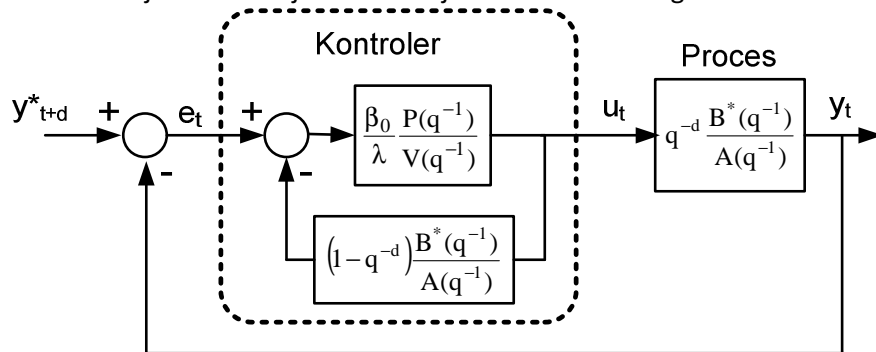 Kontroler
Proces
y*t+d
+
et
+
β0/λ P(q⁻¹)/V(q⁻¹)
ut
q⁻ᵈ B*(q⁻¹)/A(q⁻¹)
yt
-
-
(1−q⁻ᵈ) B*(q⁻¹)/A(q⁻¹)